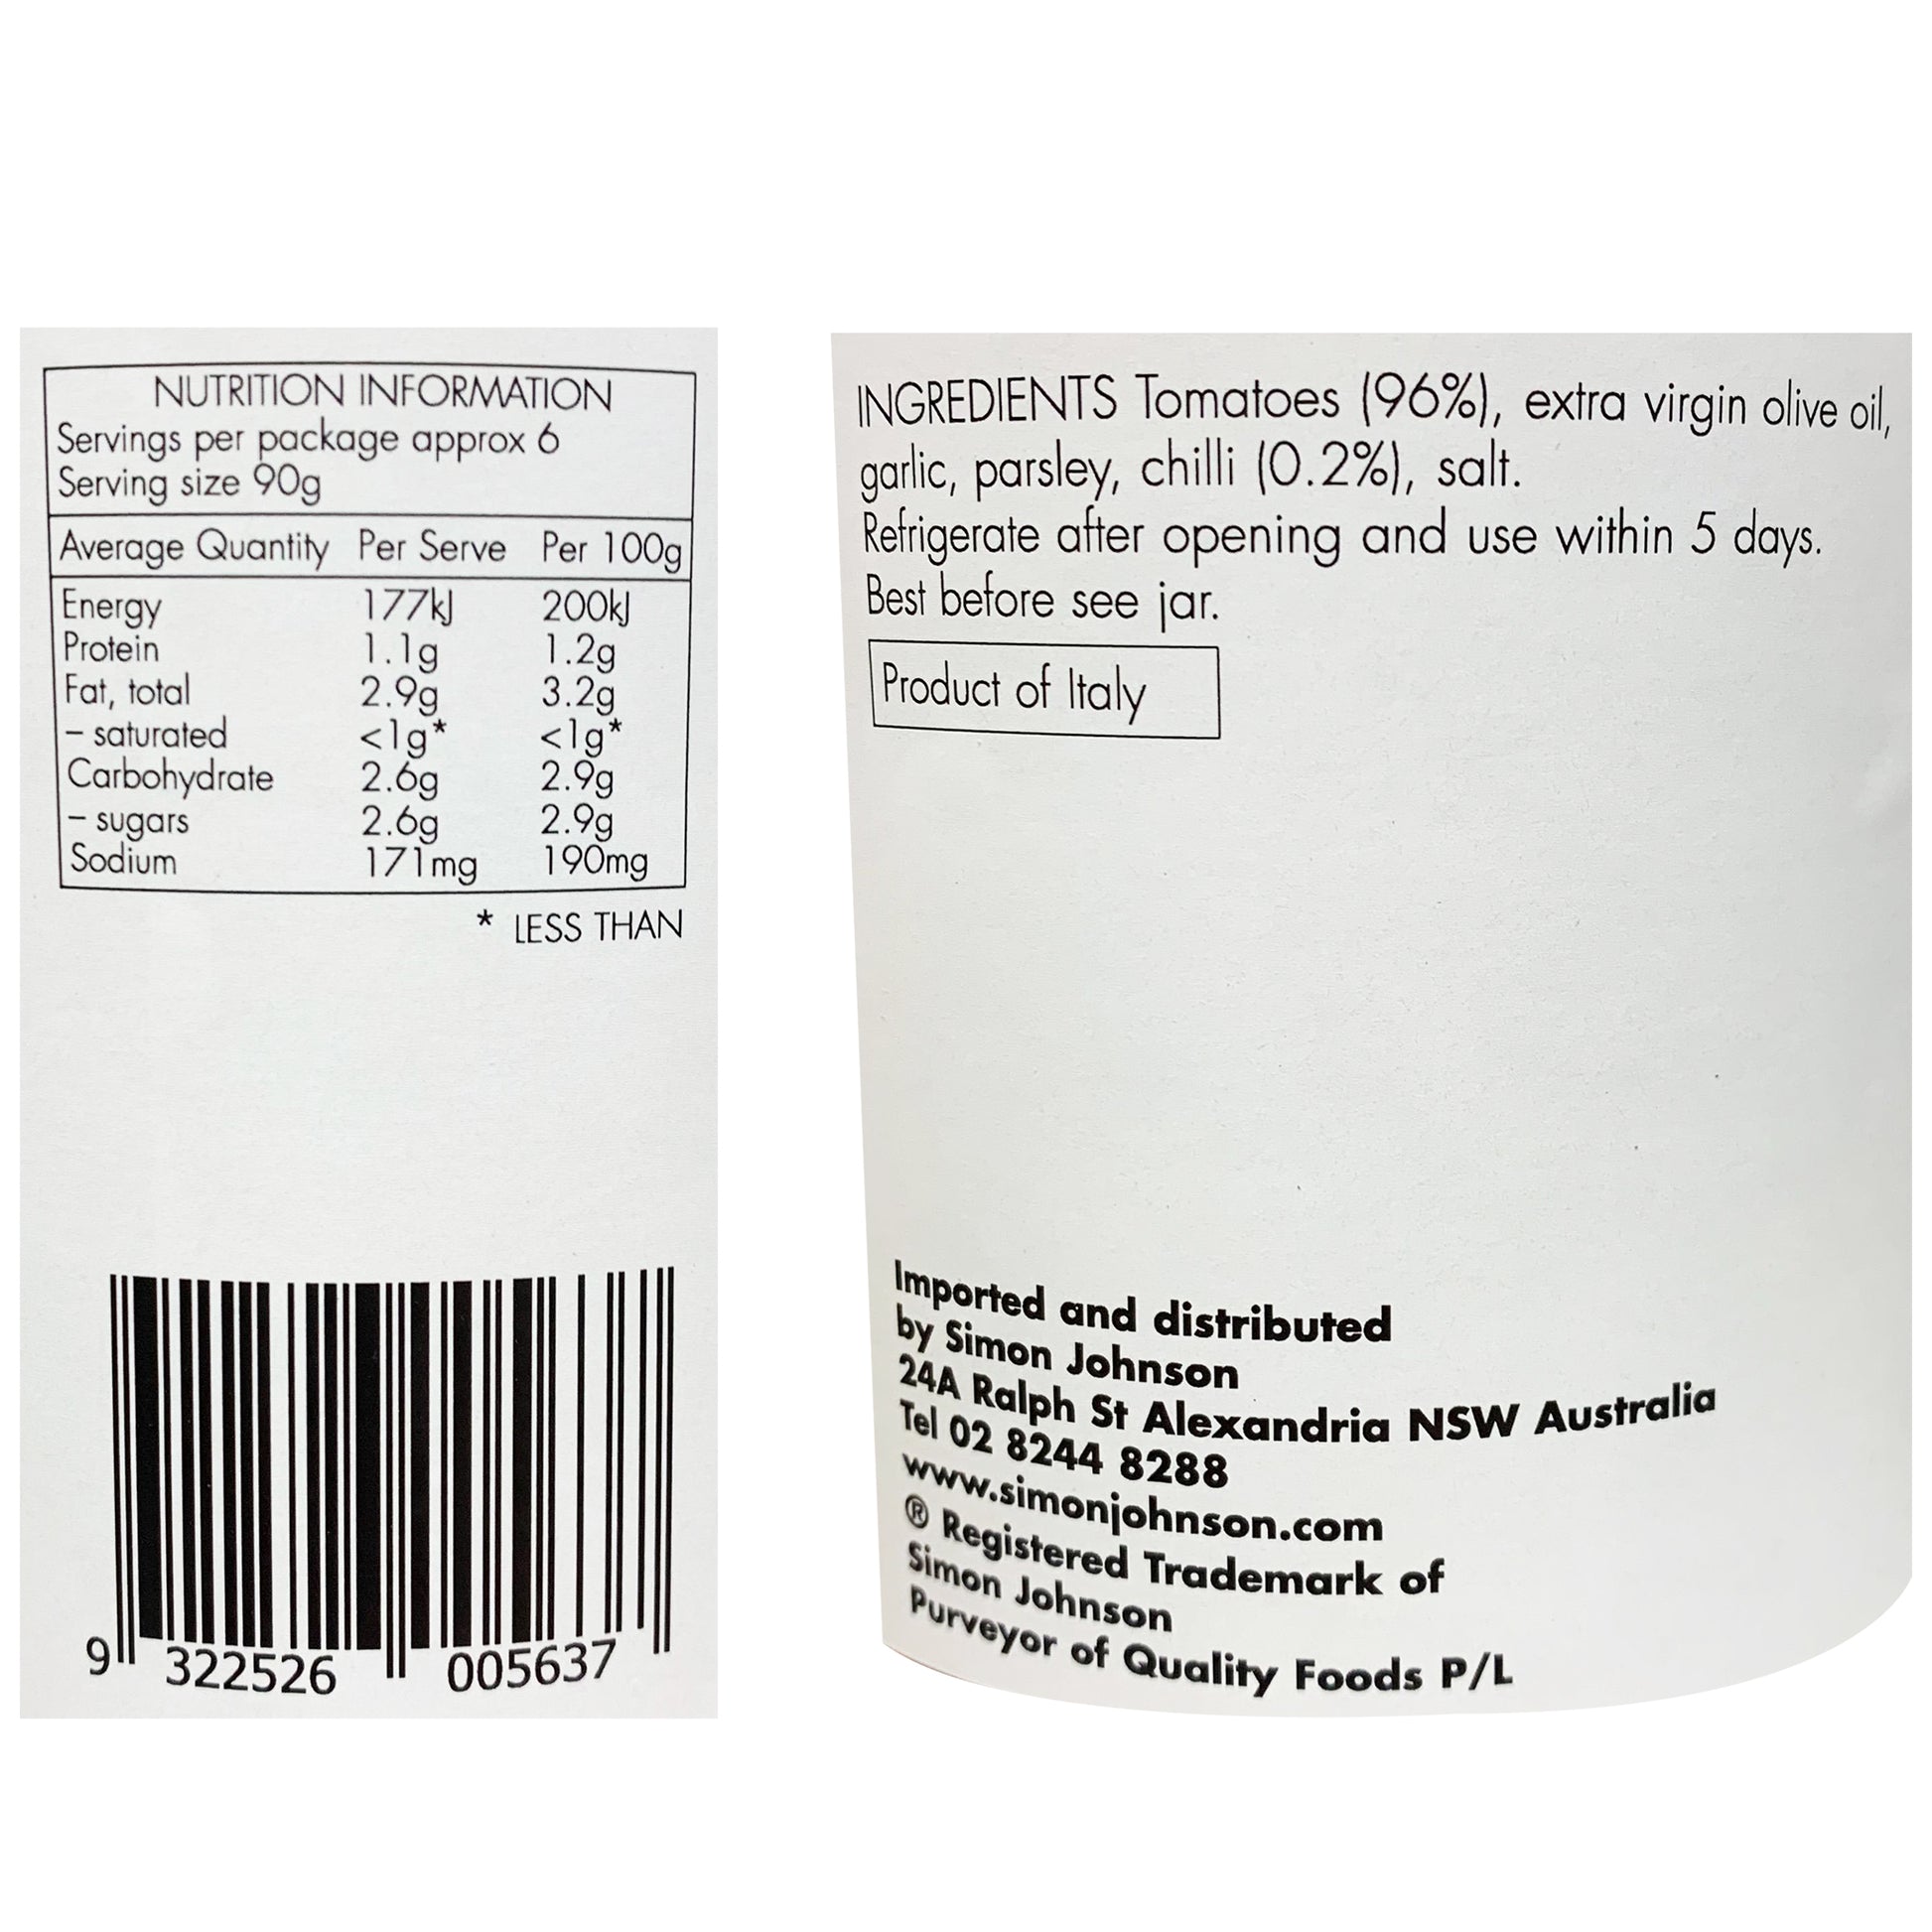 NUTRITION INFORMATION
Servings per package approx 6
Serving size 90g
Average Quantity Per Serve Per 100g
Energy 177kJ 200kJ
Protein 1.1g 1.2g
Fat, total 2.9g 3.2g
– saturated <1g* <1g*
Carbohydrate 2.6g 2.9g
– sugars 2.6g 2.9g
Sodium 171mg 190mg
* LESS THAN
9 322526 005637
INGREDIENTS Tomatoes (96%), extra virgin olive oil,
garlic, parsley, chilli (0.2%), salt.
Refrigerate after opening and use within 5 days.
Best before see jar.
Product of Italy
Imported and distributed
by Simon Johnson
24A Ralph St Alexandria NSW Australia
Tel 02 8244 8288
www.simonjohnson.com
® Registered Trademark of
Simon Johnson
Purveyor of Quality Foods P/L